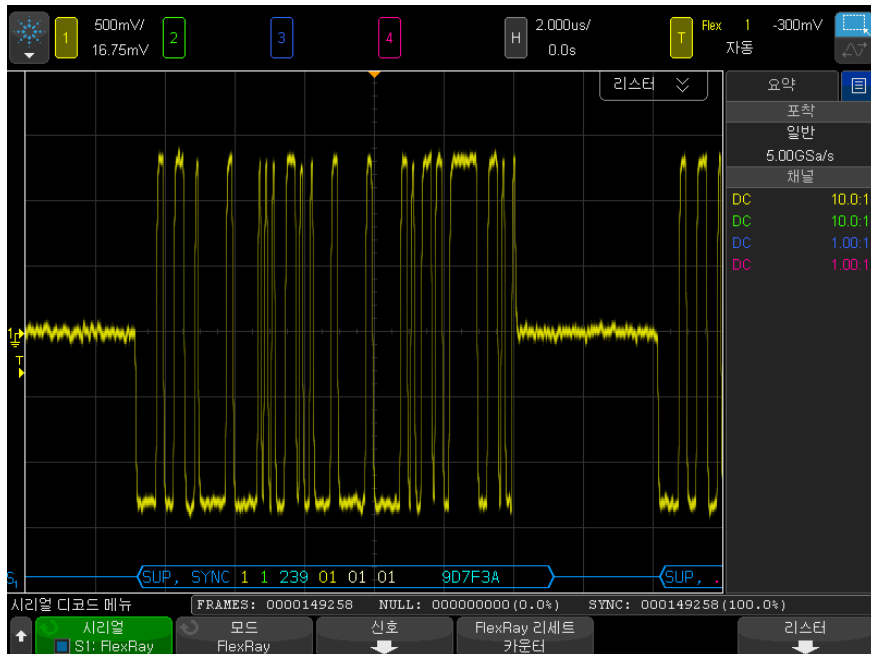 1 500mV/ 2 3 4 H 2.000us/ T Flex 1 -300mV
16.75mV 0.0s 자동
리스터
요약
포착
일반
5.00GSa/s
채널
DC 10.0:1
DC 10.0:1
DC 1.00:1
DC 1.00:1
1
T
S1 SUP, SYNC 1 1 239 01 01 01 9D7F3A SUP, .
시리얼 디코드 메뉴 FRAMES: 0000149258 NULL: 000000000(0.0%) SYNC: 000149258(100.0%)
시리얼 모드 신호 FlexRay 리세트 리스터
S1: FlexRay FlexRay 카운터